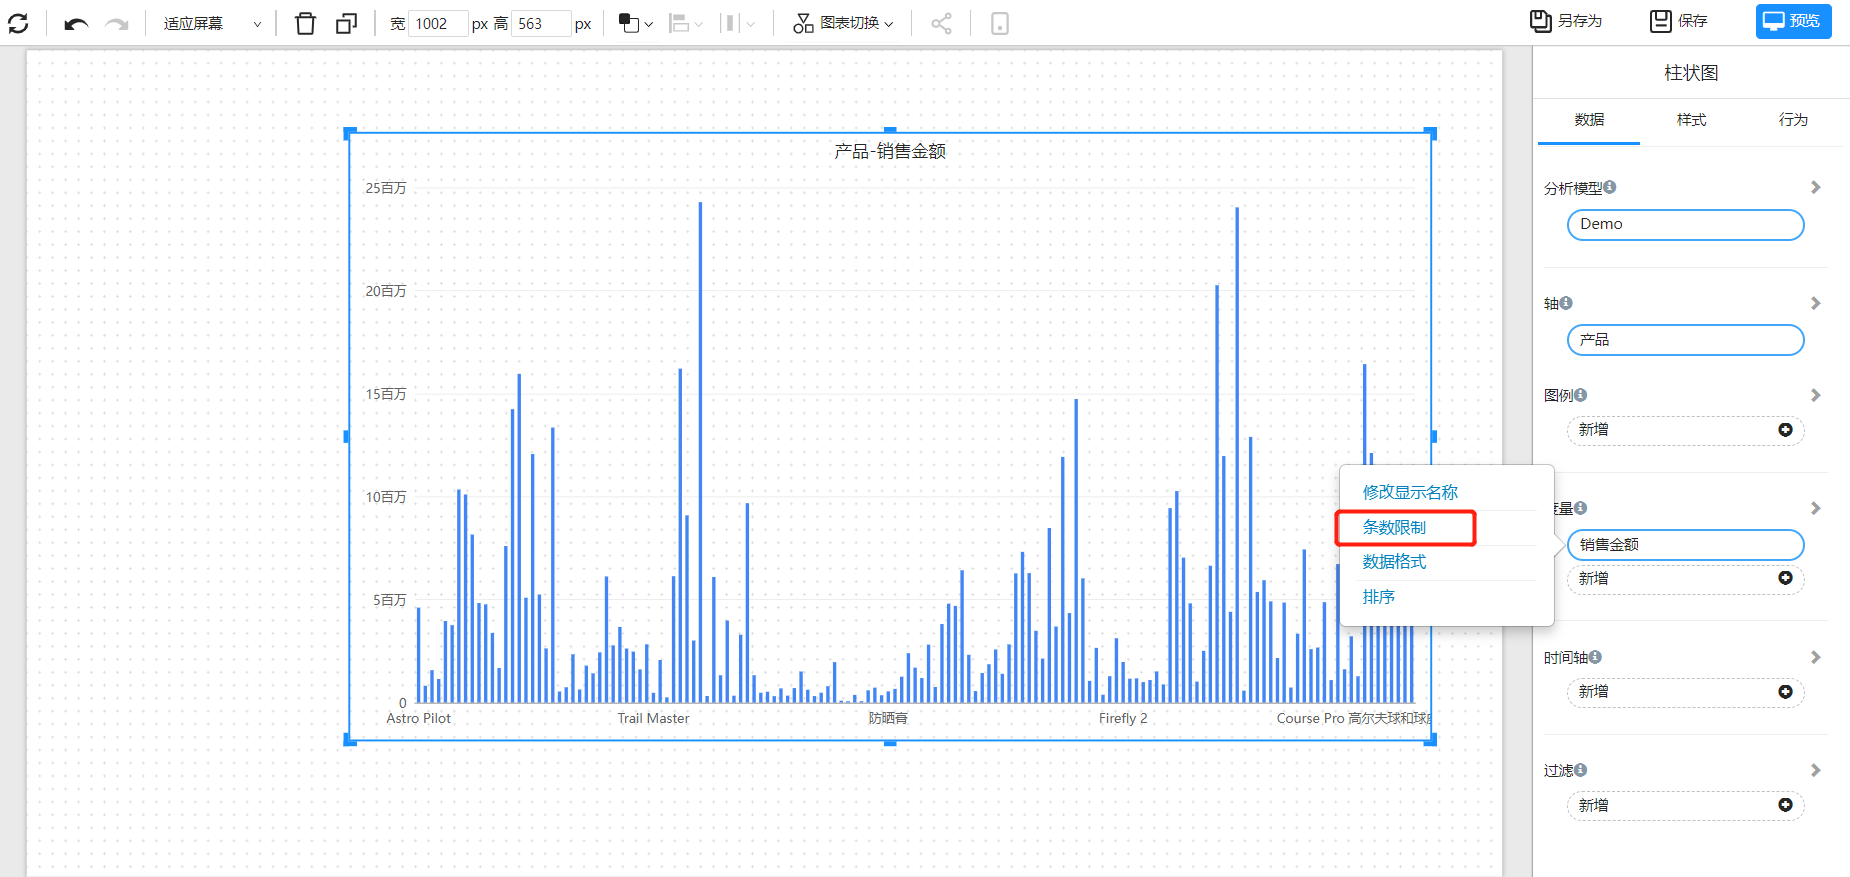 适应屏幕
宽 1002 px 高 563 px
图表切换
另存为
保存
预览
柱状图
数据
样式
行为
产品-销售金额
25百万
20百万
15百万
10百万
5百万
0
Astro Pilot
Trail Master
防晒膏
Firefly 2
Course Pro 高尔夫球和球
分析模型
Demo
轴
产品
图例
新增
度量
销售金额
新增
修改显示名称
条数限制
数据格式
排序
时间轴
新增
过滤
新增